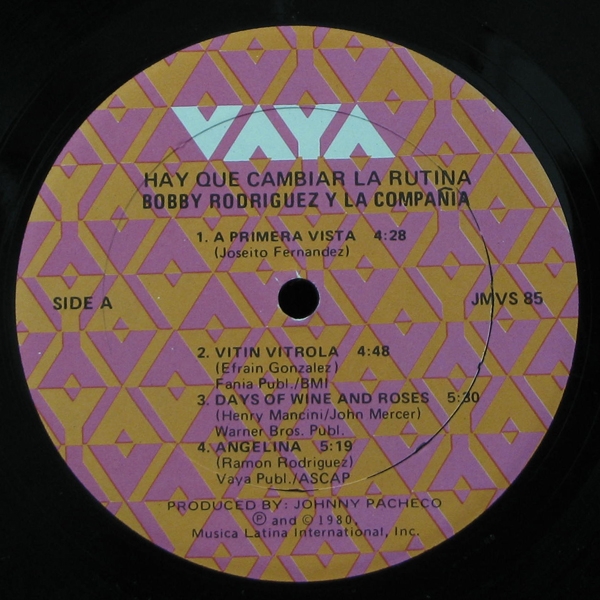 VAYA
HAY QUE CAMBIAR LA RUTINA
BOBBY RODRIGUEZ Y LA COMPAÑIA
1. A PRIMERA VISTA 4:28
(Joseito Fernandez)
SIDE A
JMVS 85
2. VITIN VITROLA 4:48
(Efrain Gonzalez)
Fania Publ./BMI
3. DAYS OF WINE AND ROSES 5:30
(Henry Mancini/John Mercer)
Warner Bros. Publ.
4. ANGELINA 5:19
(Ramon Rodriguez)
Vaya Publ./ASCAP
PRODUCED BY: JOHNNY PACHECO
℗ and © 1980,
Musica Latina International, Inc.